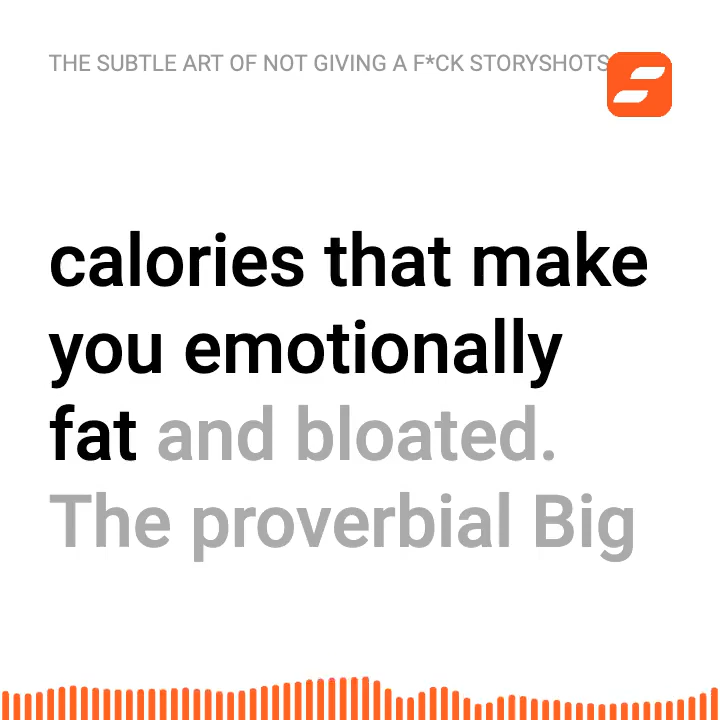 THE SUBTLE ART OF NOT GIVING A F*CK STORYSHOTS
calories that make
you emotionally
fat and bloated.
The proverbial Big